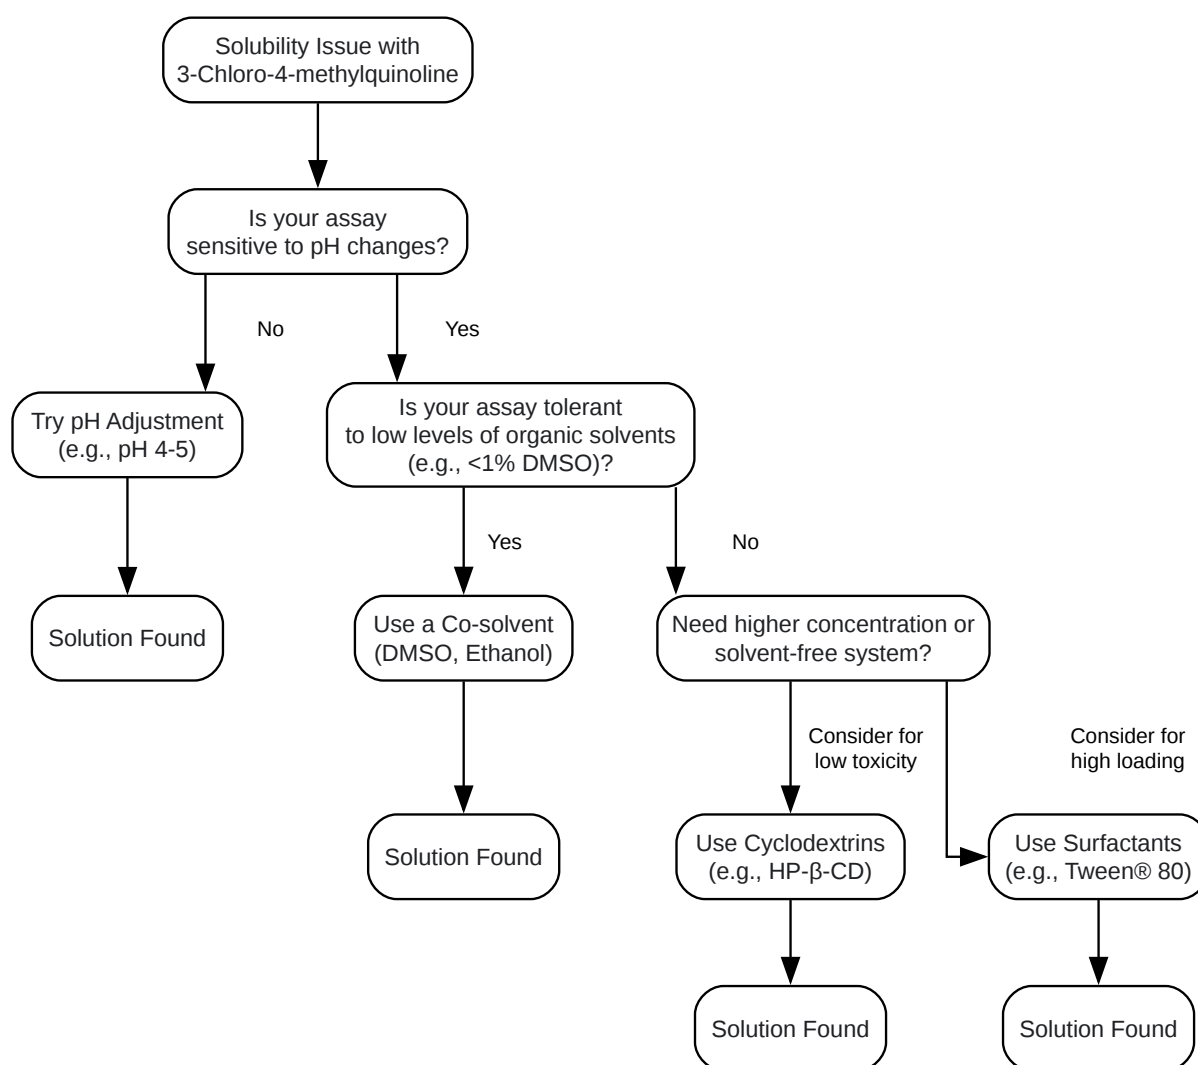 Solubility Issue with
3-Chloro-4-methylquinoline
Is your assay
sensitive to pH changes?
No
Yes
Try pH Adjustment
(e.g., pH 4-5)
Is your assay tolerant
to low levels of organic solvents
(e.g., <1% DMSO)?
Yes
No
Solution Found
Use a Co-solvent
(DMSO, Ethanol)
Need higher concentration or
solvent-free system?
Consider for
low toxicity
Consider for
high loading
Solution Found
Use Cyclodextrins
(e.g., HP-β-CD)
Use Surfactants
(e.g., Tween® 80)
Solution Found
Solution Found